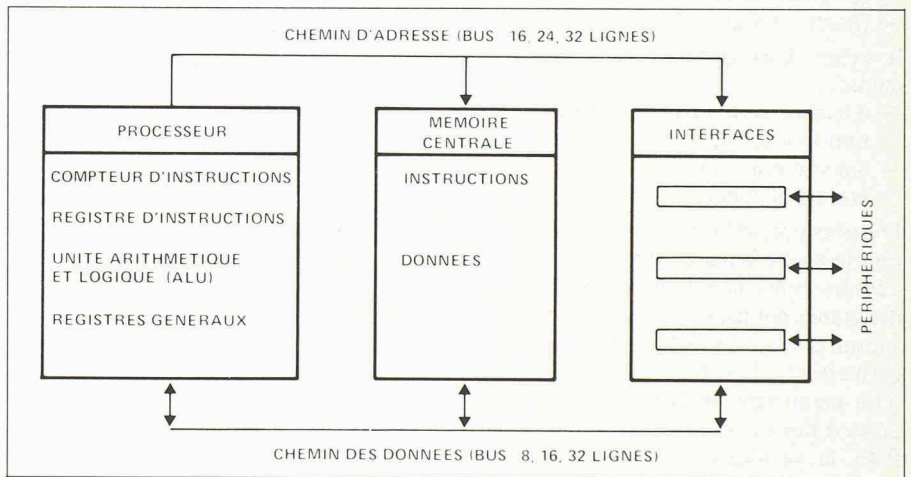 CHEMIN D'ADRESSE (BUS 16, 24, 32 LIGNES)
PROCESSEUR
COMPTEUR D'INSTRUCTIONS
REGISTRE D'INSTRUCTIONS
UNITE ARITHMETIQUE
ET LOGIQUE (ALU)
REGISTRES GENERAUX
MEMOIRE
CENTRALE
INSTRUCTIONS
DONNEES
INTERFACES
PERIPHERIQUES
CHEMIN DES DONNEES (BUS 8, 16, 32 LIGNES)